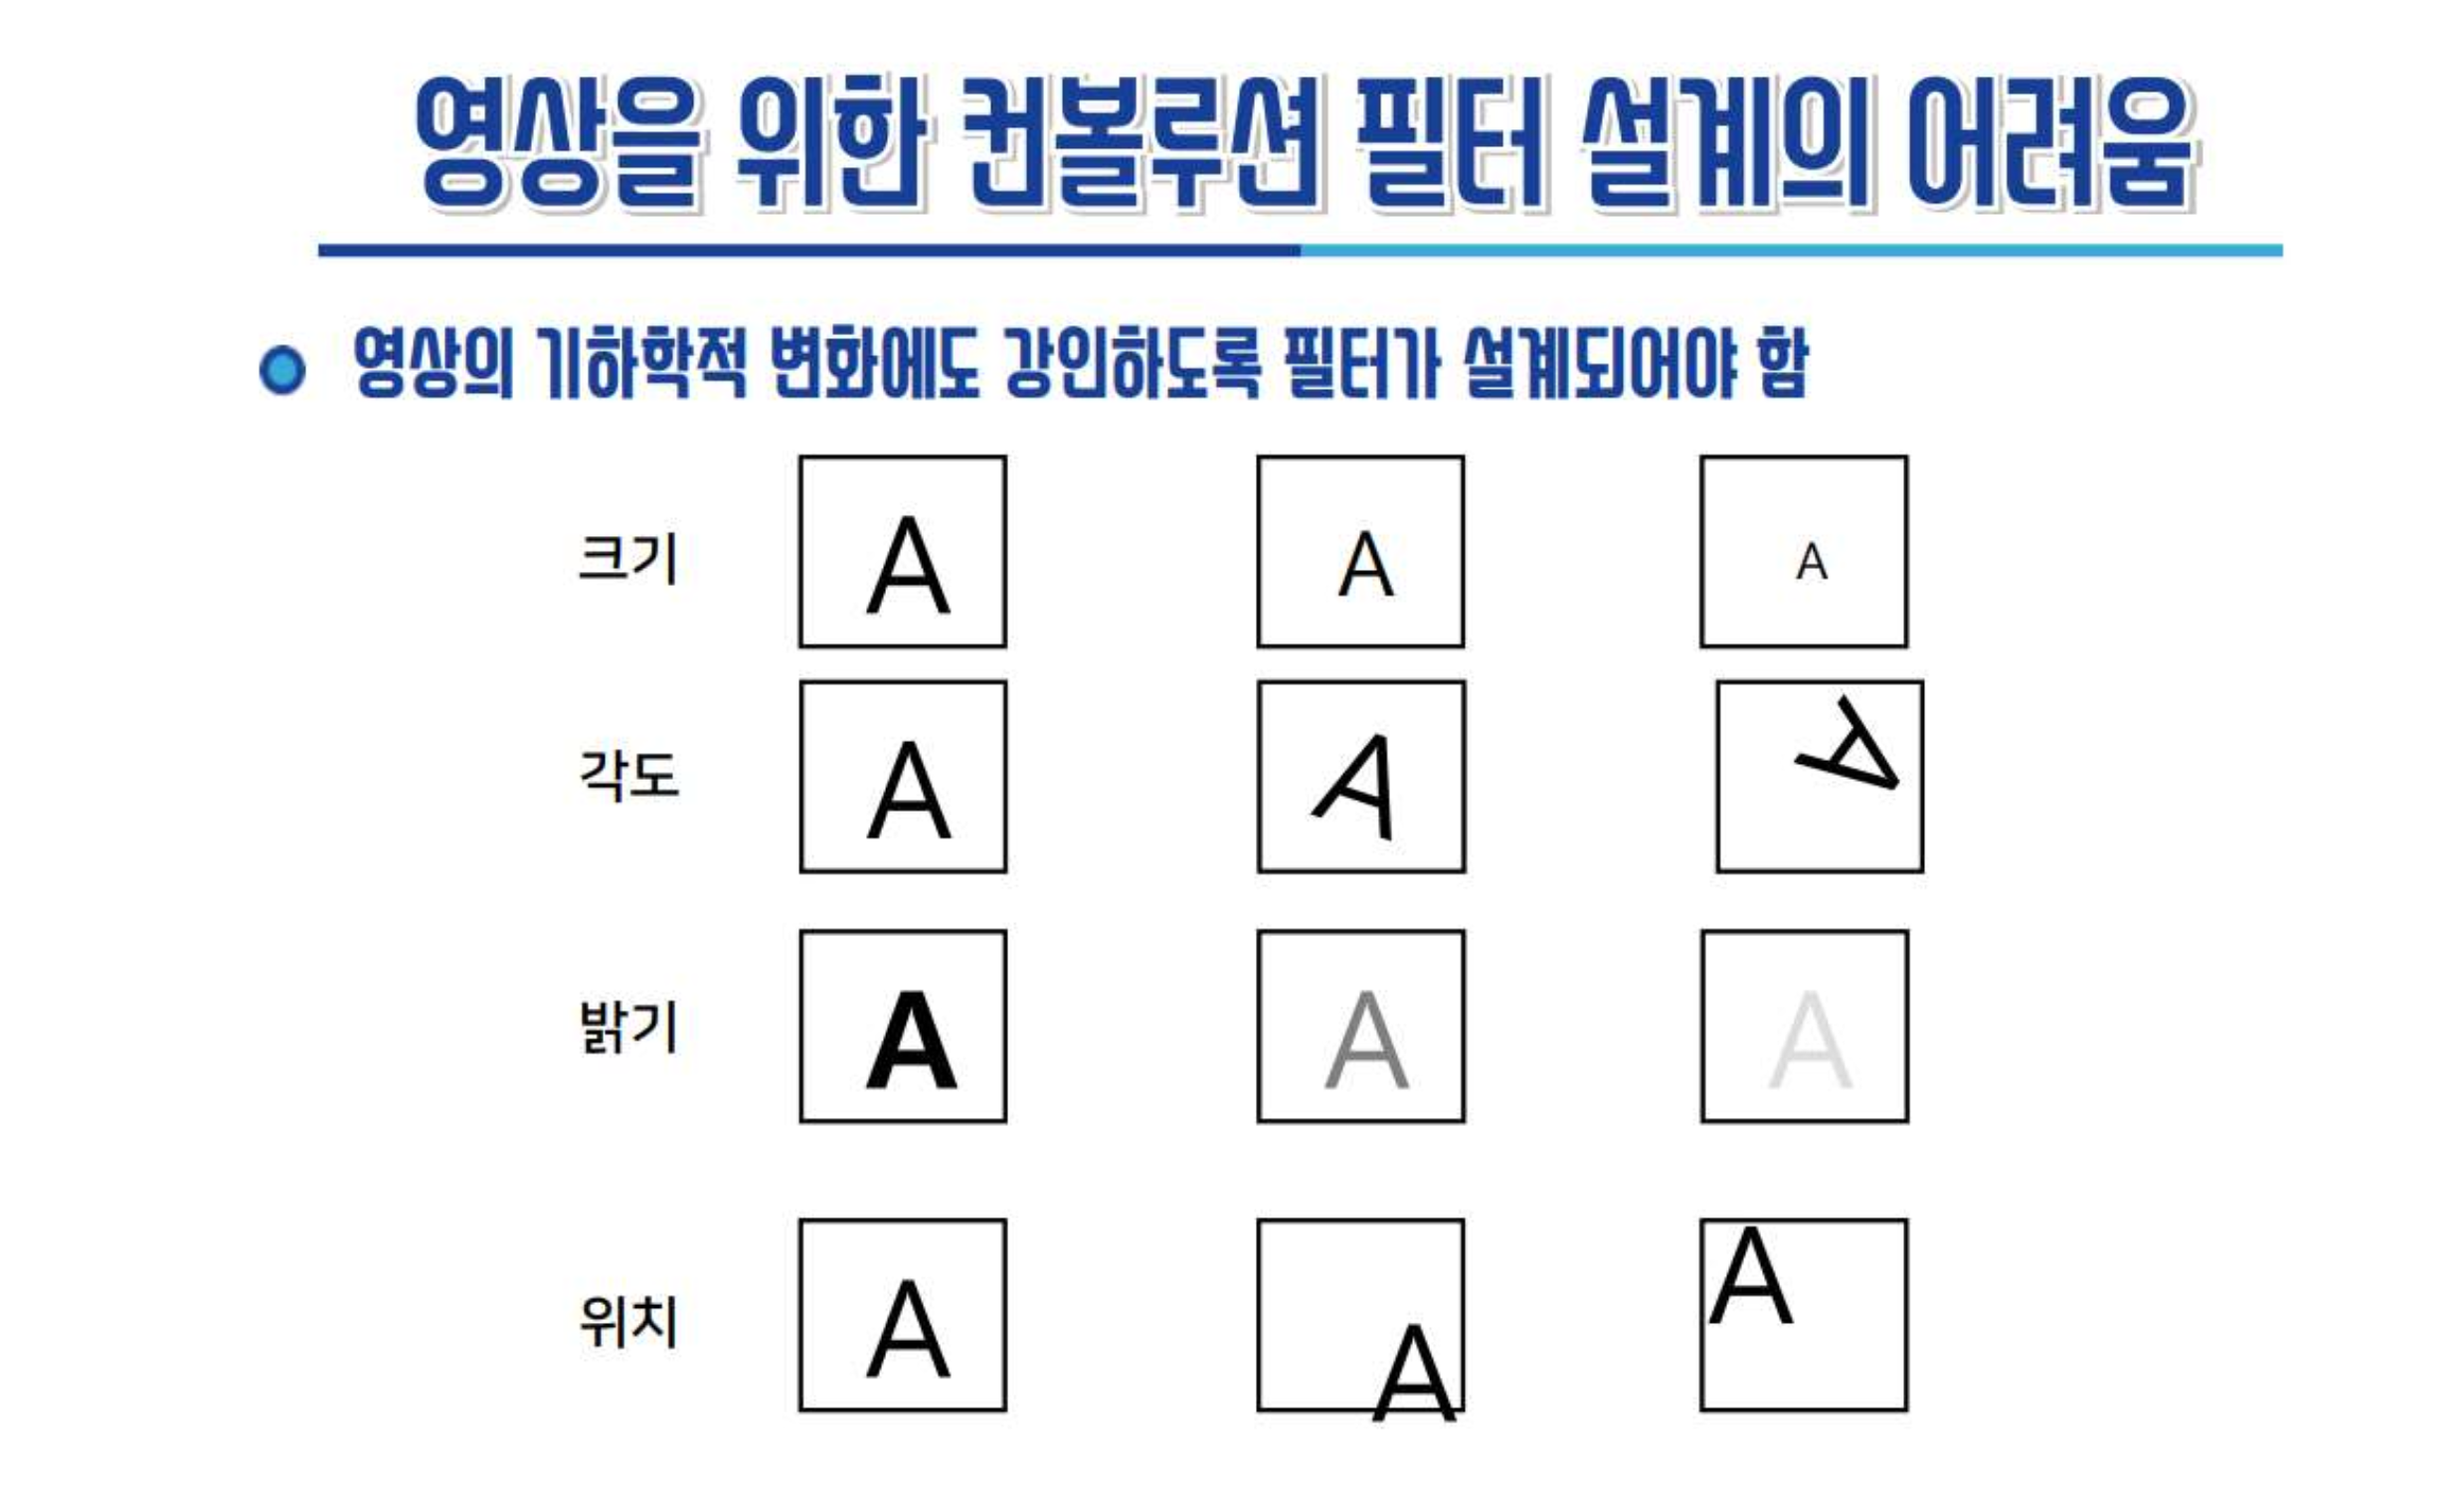 영상을 위한 컨볼루션 필터 설계의 어려움
영상의 기하학적 변화에도 강인하도록 필터가 설계되어야 함
크기 A A A
각도 A A A
밝기 A A A
위치 A A A